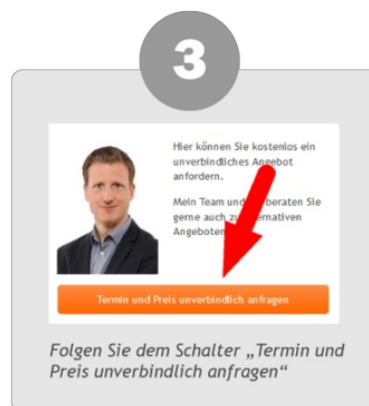 3
Hier können Sie kostenlos ein
unverbindliches Angebot
anfordern.
Mein Team und beraten Sie
gerne auch zu
Angeboten
Termin und Preis unverbindlich anfragen
Folgen Sie dem Schalter „Termin und
Preis unverbindlich anfragen“